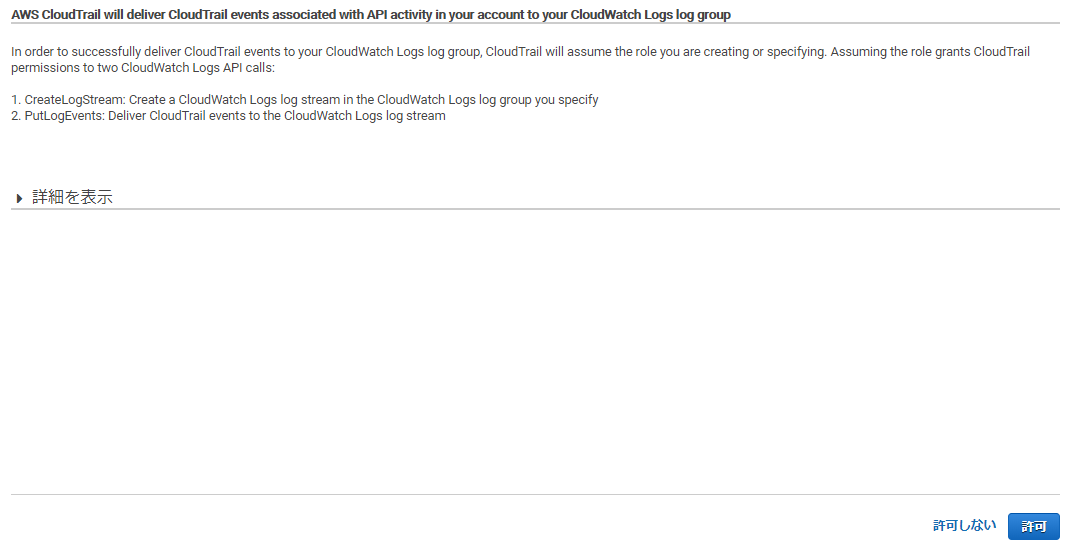 AWS CloudTrail will deliver CloudTrail events associated with API activity in your account to your CloudWatch Logs log group
In order to successfully deliver CloudTrail events to your CloudWatch Logs log group, CloudTrail will assume the role you are creating or specifying. Assuming the role grants CloudTrail
permissions to two CloudWatch Logs API calls:
1. CreateLogStream: Create a CloudWatch Logs log stream in the CloudWatch Logs log group you specify
2. PutLogEvents: Deliver CloudTrail events to the CloudWatch Logs log stream
詳細を表示
許可しない 許可